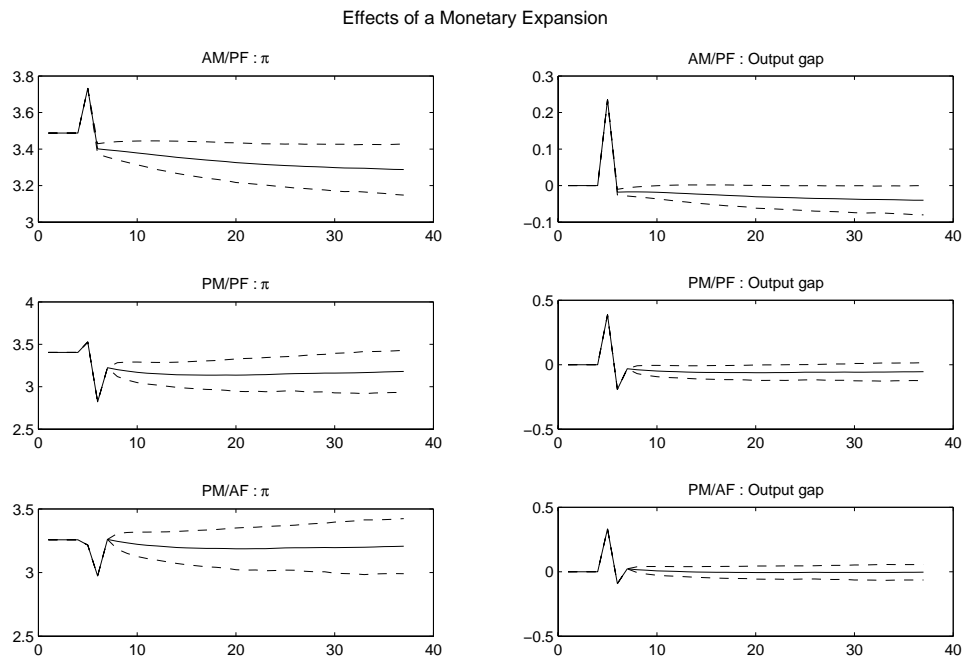 Effects of a Monetary Expansion
AM/PF : π
3.8
3.6
3.4
3.2
3
0 10 20 30 40
AM/PF : Output gap
0.3
0.2
0.1
0
−0.1
0 10 20 30 40
PM/PF : π
4
3.5
3
2.5
0 10 20 30 40
PM/PF : Output gap
0.5
0
−0.5
0 10 20 30 40
PM/AF : π
3.5
3
2.5
0 10 20 30 40
PM/AF : Output gap
0.5
0
−0.5
0 10 20 30 40